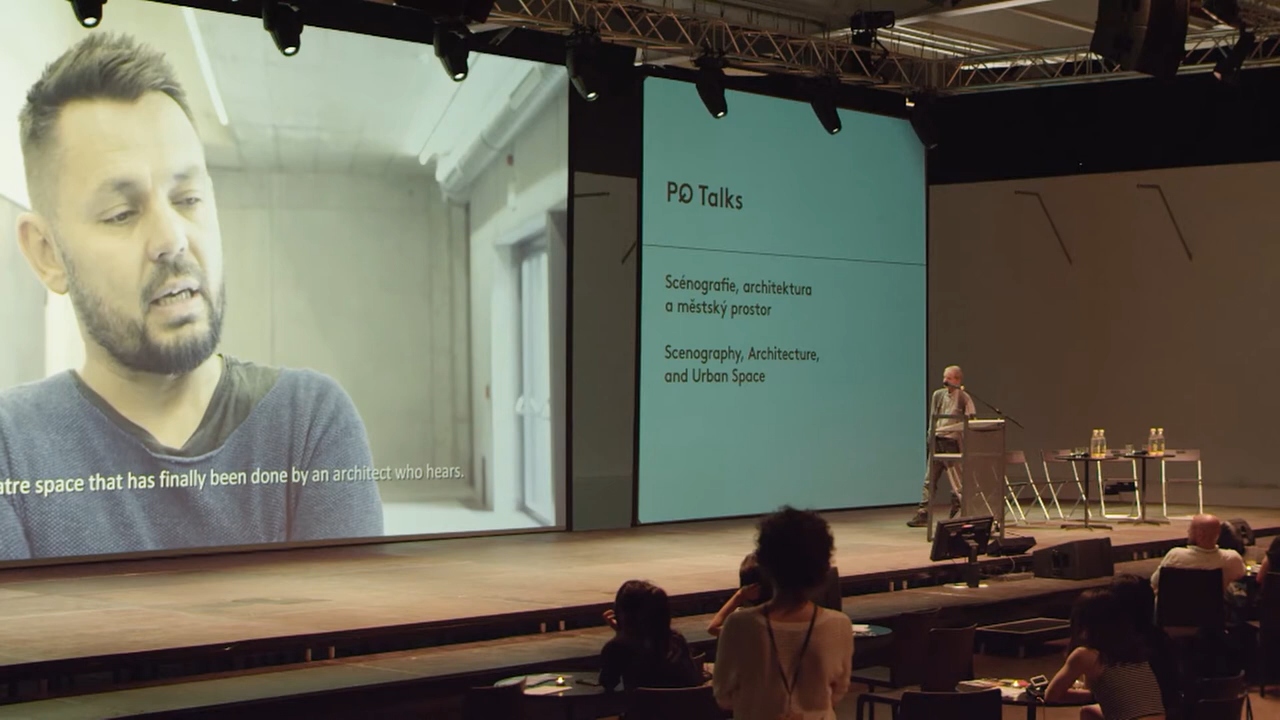 atre space that has finally been done by an architect who hears.
PQ Talks
Scénografie, architektura
a městský prostor
Scenography, Architecture,
and Urban Space